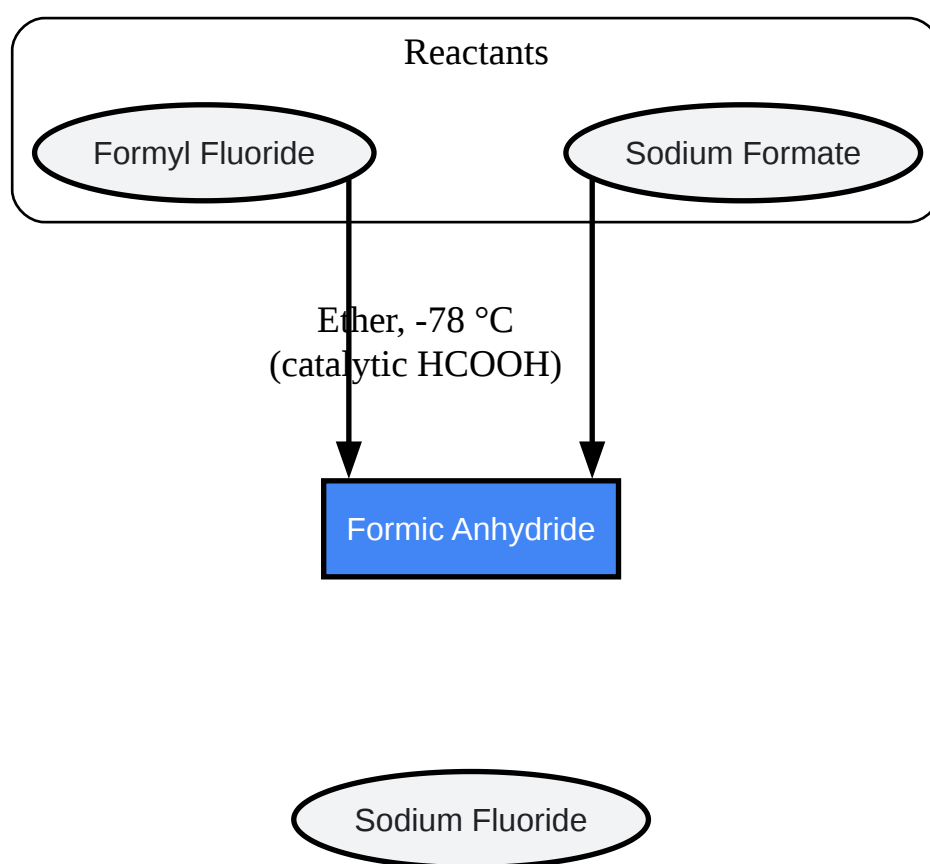 Reactants
Formyl Fluoride
Sodium Formate
Ether, -78 °C
(catalytic HCOOH)
Formic Anhydride
Sodium Fluoride